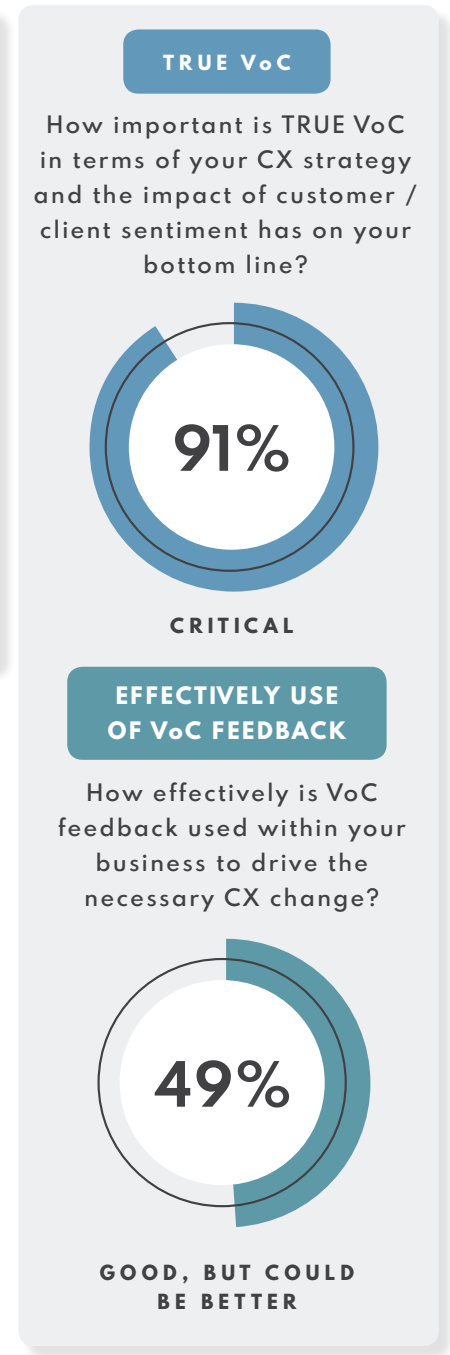 TRUE VoC
How important is TRUE VoC
in terms of your CX strategy
and the impact of customer /
client sentiment has on your
bottom line?
91%
CRITICAL
EFFECTIVELY USE
OF VoC FEEDBACK
How effectively is VoC
feedback used within your
business to drive the
necessary CX change?
49%
GOOD, BUT COULD
BE BETTER